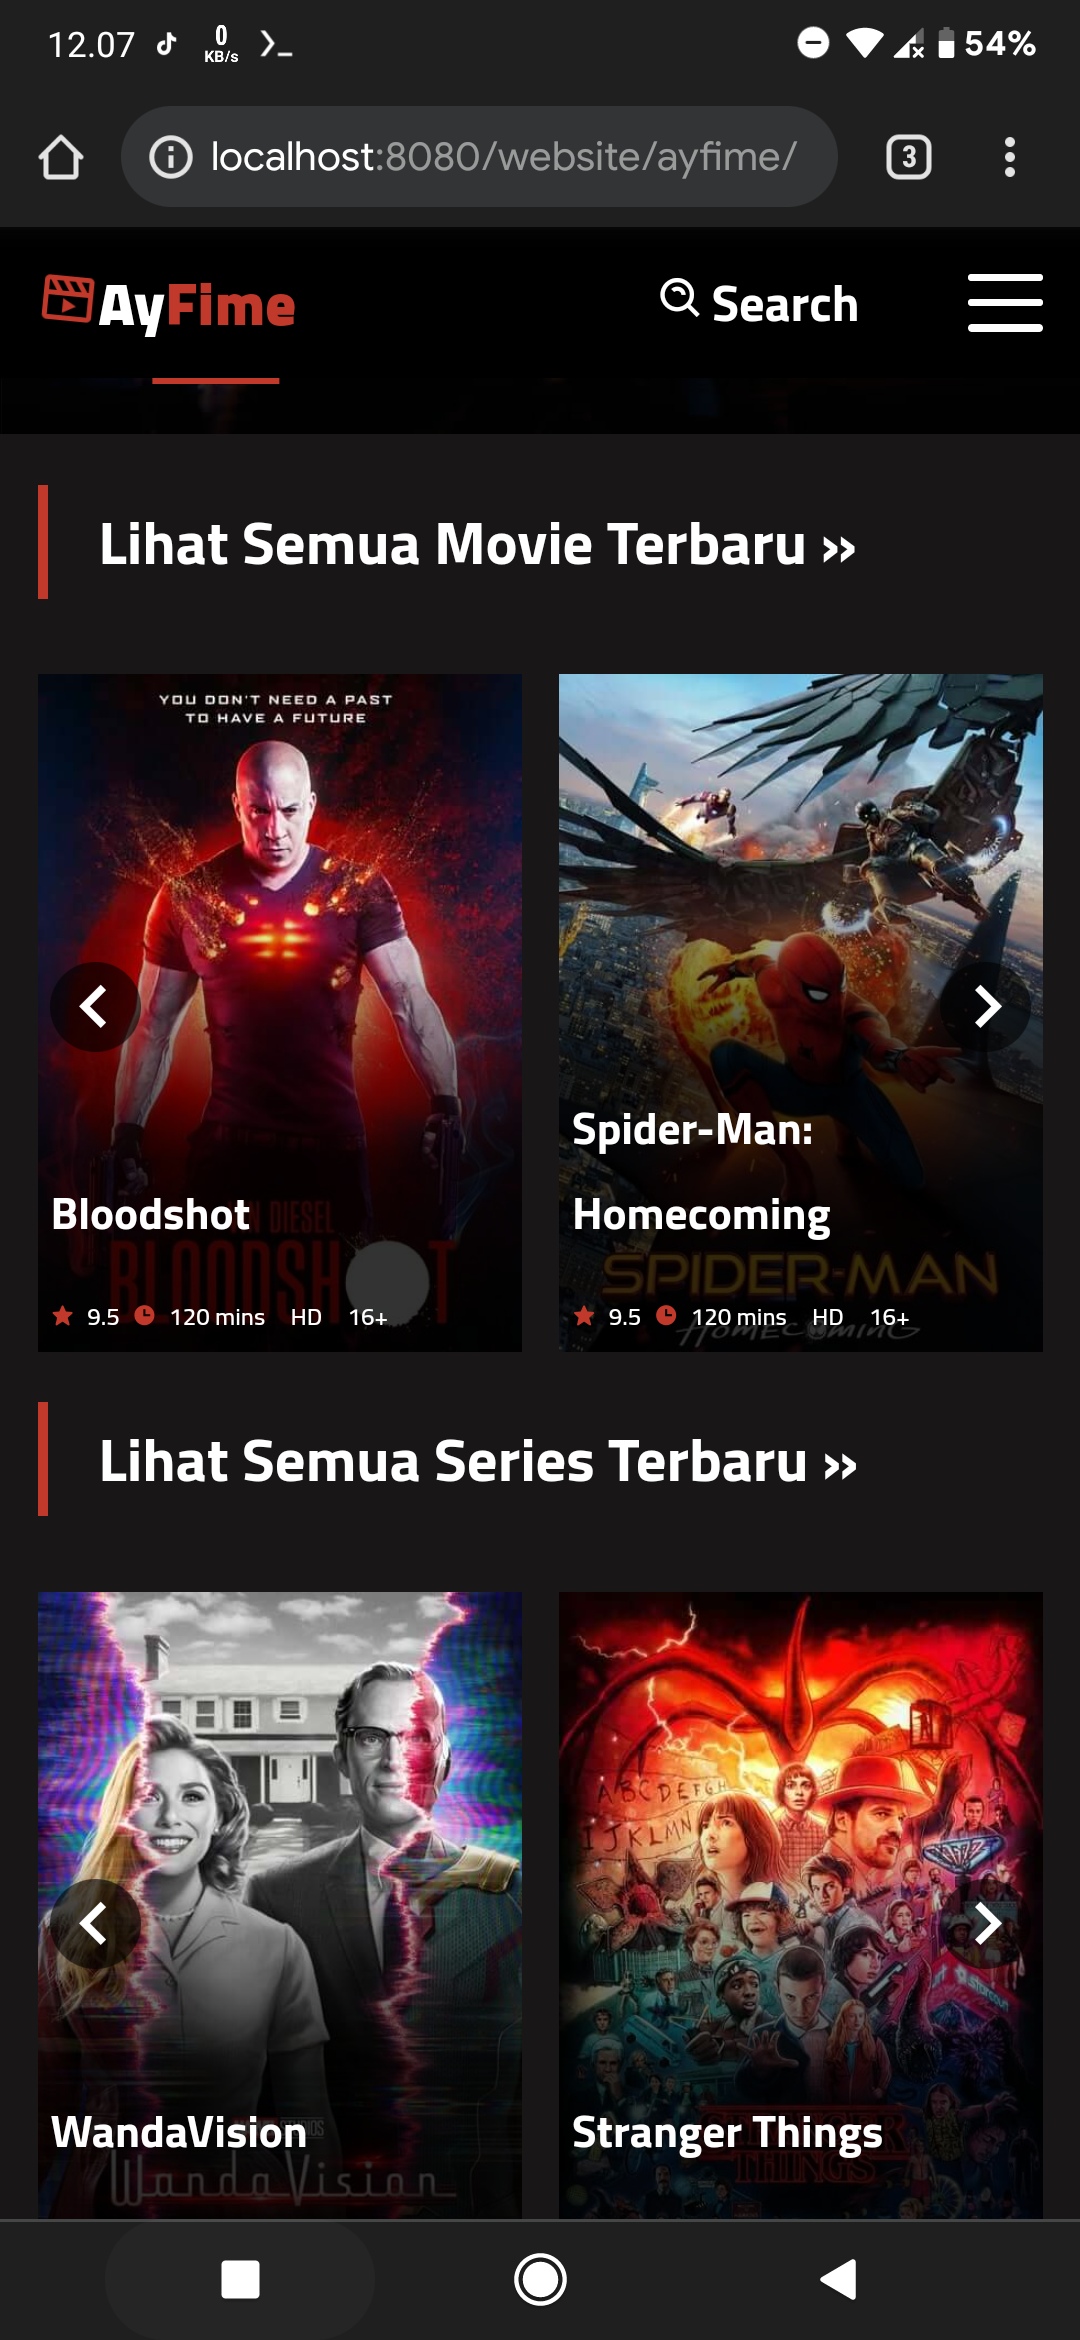 12.07 0 KB/s 54%
localhost:8080/website/ayfime/ 3
AyFime Search
Lihat Semua Movie Terbaru »
YOU DON'T NEED A PAST
TO HAVE A FUTURE
Bloodshot
DIESEL
BLOODSHOT
9.5 120 mins HD 16+
Spider-Man:
Homecoming
SPIDER-MAN
HOMECOMING
9.5 120 mins HD 16+
Lihat Semua Series Terbaru »
WandaVision
WandaVision
ABCDEFGH
IJKLMN
Stranger Things
STRANGER
THINGS